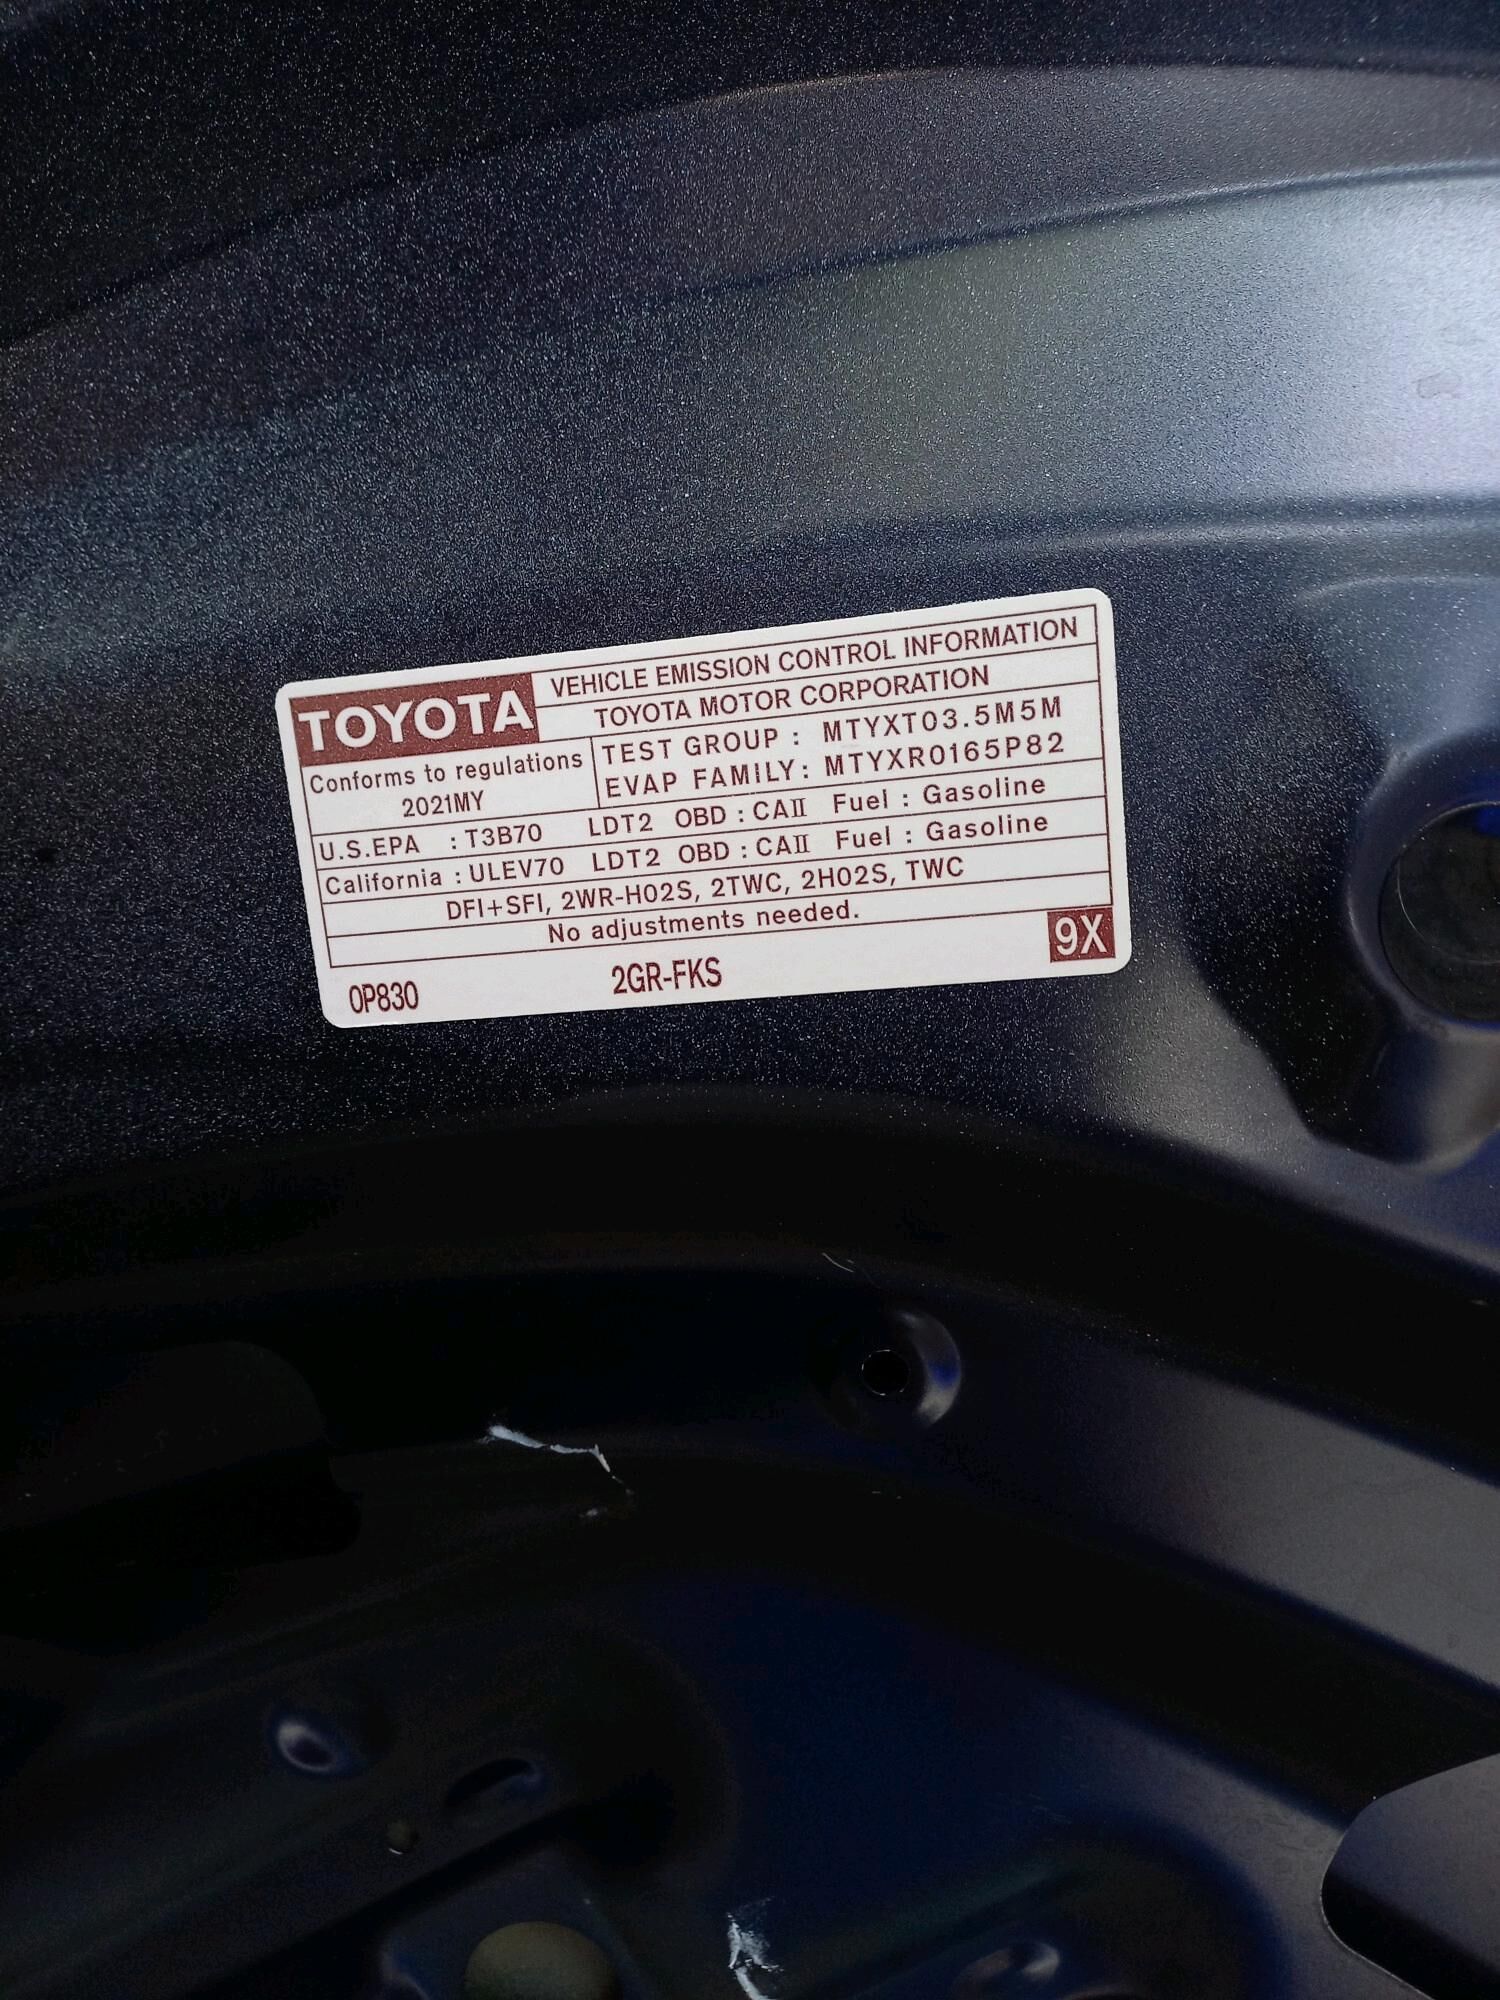 TOYOTA
VEHICLE EMISSION CONTROL INFORMATION
TOYOTA MOTOR CORPORATION
Conforms to regulations
2021MY
TEST GROUP : MTYXT03.5M5M
EVAP FAMILY: MTYXR0165P82
U.S.EPA : T3B70 LDT2 OBD : CAII Fuel : Gasoline
California : ULEV70 LDT2 OBD : CAII Fuel : Gasoline
DFI+SFI, 2WR-HO2S, 2TWC, 2HO2S, TWC
No adjustments needed.
0P830 2GR-FKS 9X